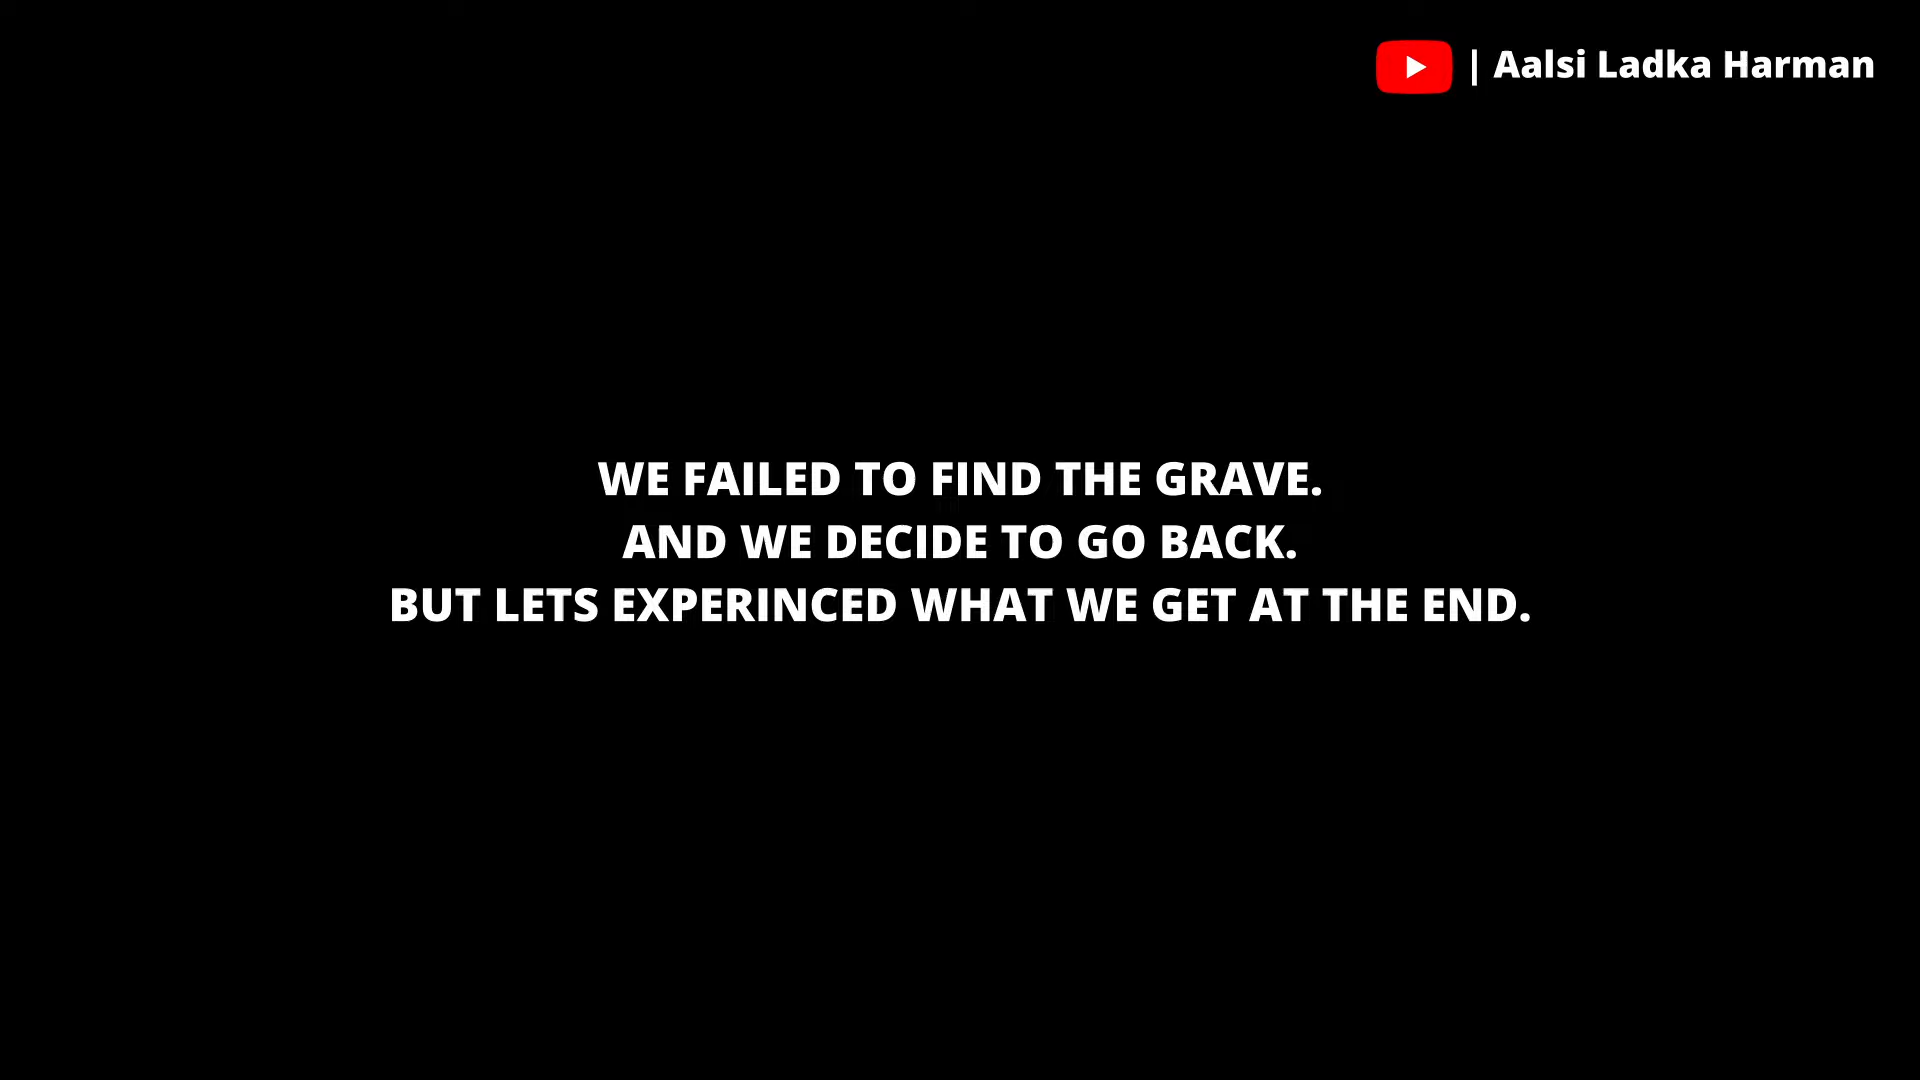 | Aalsi Ladka Harman
WE FAILED TO FIND THE GRAVE.
AND WE DECIDE TO GO BACK.
BUT LETS EXPERINCED WHAT WE GET AT THE END.